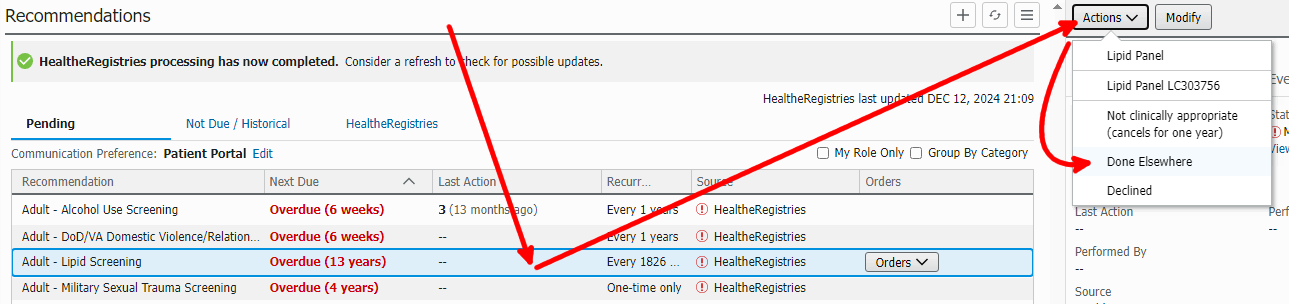 Recommendations
HealtheRegistries processing has now completed. Consider a refresh to check for possible updates.
HealtheRegistries last updated DEC 12, 2024 21:09
Pending Not Due / Historical HealtheRegistries
Communication Preference: Patient Portal Edit
My Role Only Group By Category
Recommendation Next Due Last Action Recurr... Source Orders
Adult - Alcohol Use Screening Overdue (6 weeks) 3 (13 months ago) Every 1 years HealtheRegistries
Adult - DoD/VA Domestic Violence/Relation... Overdue (6 weeks) -- Every 1 years HealtheRegistries
Adult - Lipid Screening Overdue (13 years) -- Every 1826 ... HealtheRegistries Orders
Adult - Military Sexual Trauma Screening Overdue (4 years) -- One-time only HealtheRegistries
Actions Modify
Lipid Panel
Lipid Panel LC303756
Not clinically appropriate
(cancels for one year)
Done Elsewhere
Declined
Last Action
--
Performed By
--
Source